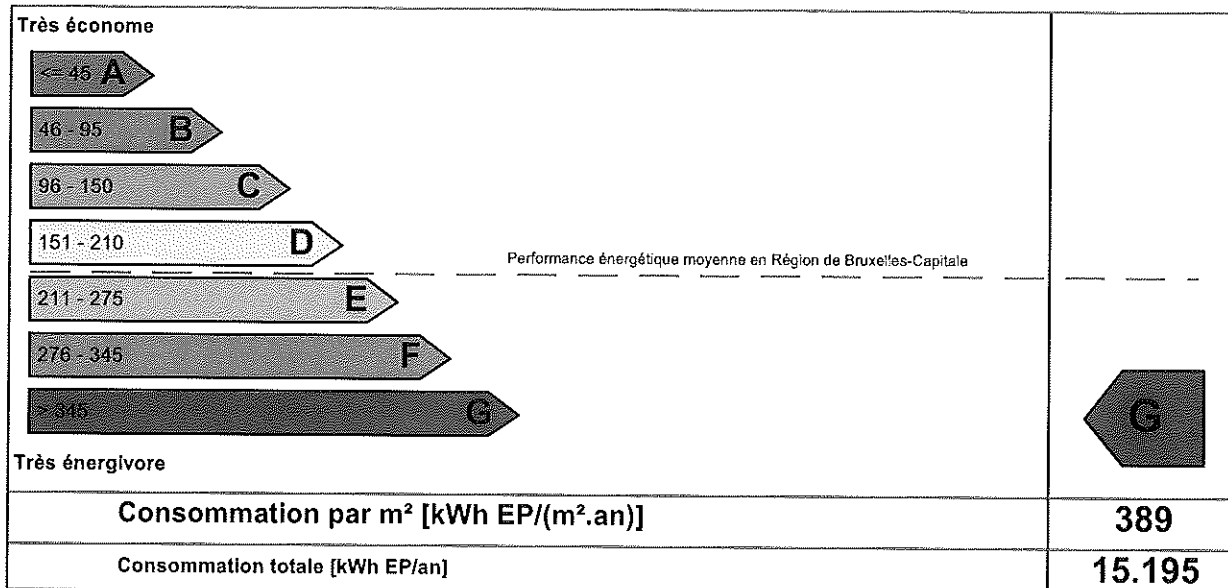 Très économe
<= 45 A
46 - 95 B
96 - 150 C
151 - 210 D
Performance énergétique moyenne en Région de Bruxelles-Capitale
211 - 275 E
276 - 345 F
> 345 G
G
Très énergivore
Consommation par m² [kWh EP/(m².an)] 389
Consommation totale [kWh EP/an] 15.195